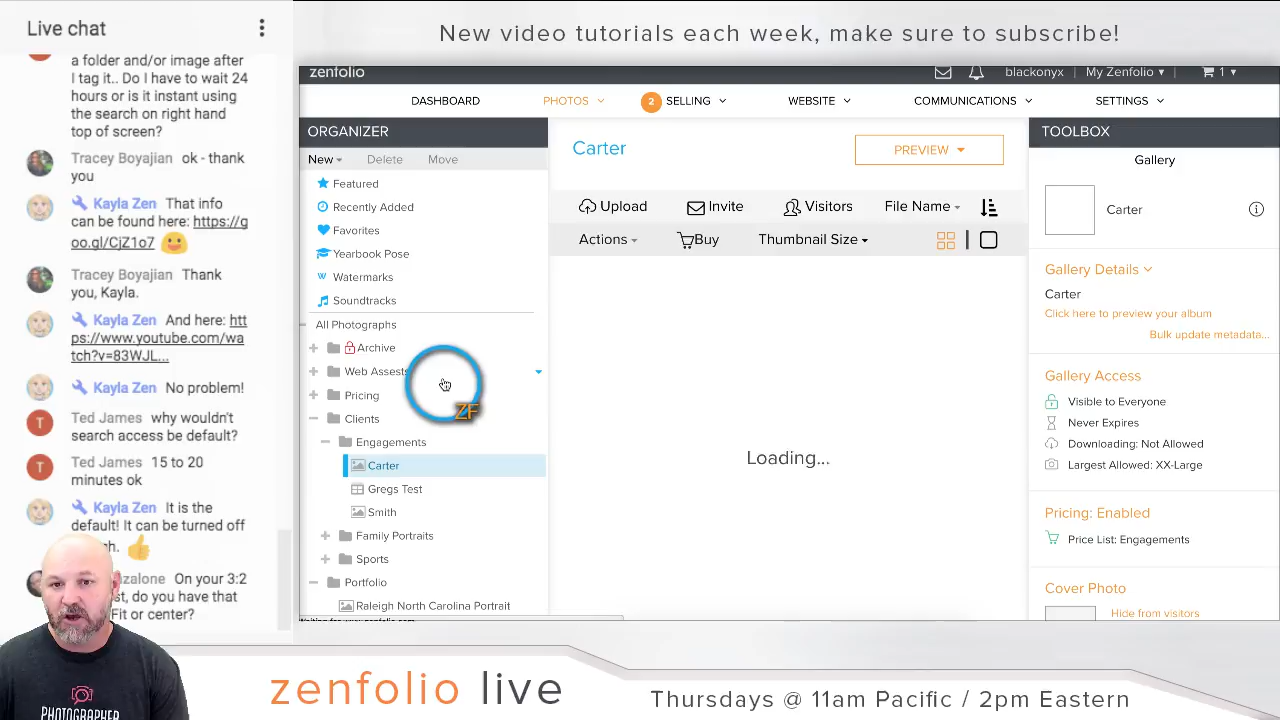 Live chat
New video tutorials each week, make sure to subscribe!
a folder and/or image after
I tag it.. Do I have to wait 24
hours or is it instant using
the search on right hand
top of screen?
Tracey Boyajian ok - thank
you
Kayla Zen That info
can be found here: https://g
oo.gl/CjZ1o7
Tracey Boyajian Thank
you, Kayla.
Kayla Zen And here: htt
ps://www.youtube.com/wa
tch?v=83WJL...
Kayla Zen No problem!
Ted James why wouldn't
search access be default?
Ted James 15 to 20
minutes ok
Kayla Zen It is the
default! It can be turned off
On your 3:2
do you have that
Fit or center?
T
T
PHOTOGRAPHER
zenfolio
blackonyx
My Zenfolio
1
DASHBOARD
PHOTOS
2 SELLING
WEBSITE
COMMUNICATIONS
SETTINGS
ORGANIZER
New
Delete
Move
Featured
Recently Added
Favorites
Yearbook Pose
W Watermarks
Soundtracks
All Photographs
Archive
Web Assests
Pricing
Clients
Engagements
Carter
Gregs Test
Smith
Family Portraits
Sports
Portfolio
Raleigh North Carolina Portrait
ZF
Carter
PREVIEW
Upload
Invite
Visitors
File Name
Actions
Buy
Thumbnail Size
Loading...
TOOLBOX
Gallery
Carter
Gallery Details
Carter
Click here to preview your album
Bulk update metadata...
Gallery Access
Visible to Everyone
Never Expires
Downloading: Not Allowed
Largest Allowed: XX-Large
Pricing: Enabled
Price List: Engagements
Cover Photo
Hide from visitors
zenfolio live
Thursdays @ 11am Pacific / 2pm Eastern